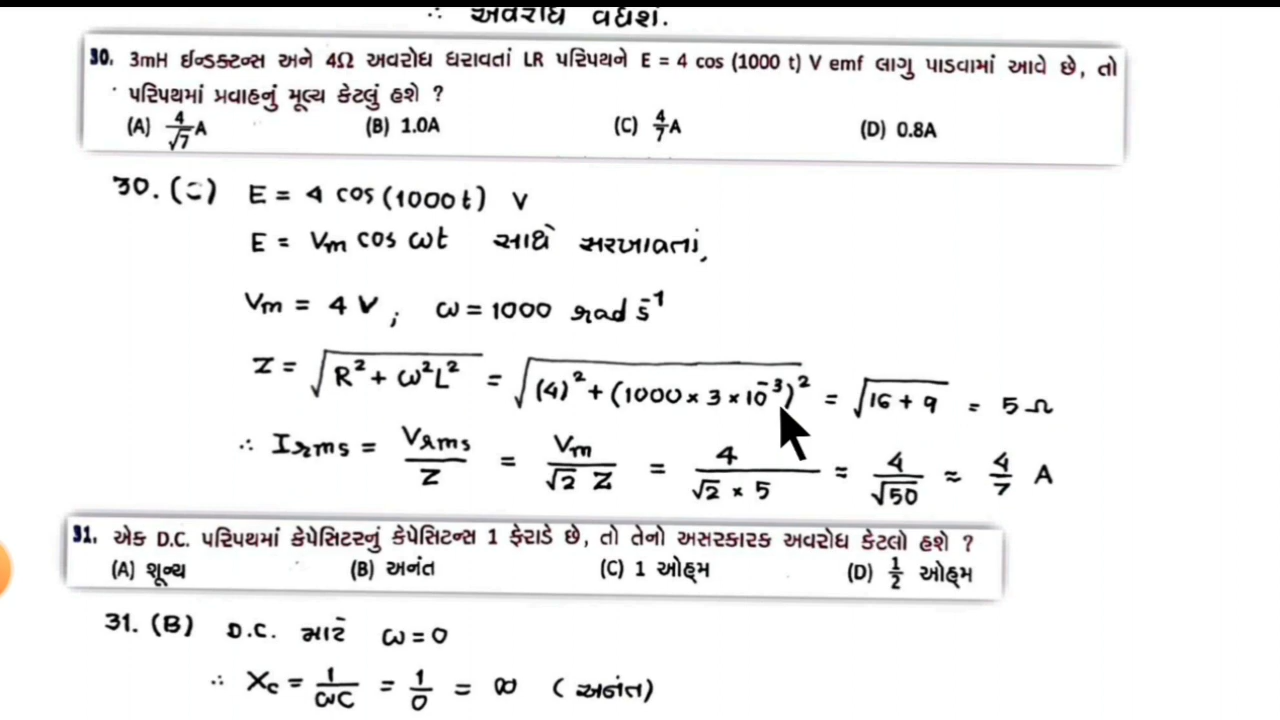 ∴ અવરોધ વધશે.
30. 3mH ઈન્ડક્ટન્સ અને 4Ω અવરોધ ધરાવતાં LR પરિપથને E = 4 cos (1000 t) V emf લાગુ પાડવામાં આવે છે, તો
પરિપથમાં પ્રવાહનું મૂલ્ય કેટલું હશે ?
(A) 4/√7 A (B) 1.0A (C) 4/7 A (D) 0.8A
30. (C) E = 4 cos (1000t) V
E = Vm cos ωt સાથે સરખાવતાં,
Vm = 4 V ; ω = 1000 rad s⁻¹
Z = √(R² + ω²L²) = √((4)² + (1000 × 3 × 10⁻³)²) = √(16 + 9) = 5 Ω
∴ Irms = Vrms/Z = Vm/(√2 Z) = 4/(√2 × 5) = 4/√50 ≈ 4/7 A
31. એક D.C. પરિપથમાં કેપેસિટરનું કેપેસિટન્સ 1 ફેરાડે છે, તો તેનો અસરકારક અવરોધ કેટલો હશે ?
(A) શૂન્ય (B) અનંત (C) 1 ઓહ્મ (D) 1/2 ઓહ્મ
31. (B) D.C. માટે ω = 0
∴ Xc = 1/ωC = 1/0 = ∞ (અનંત)